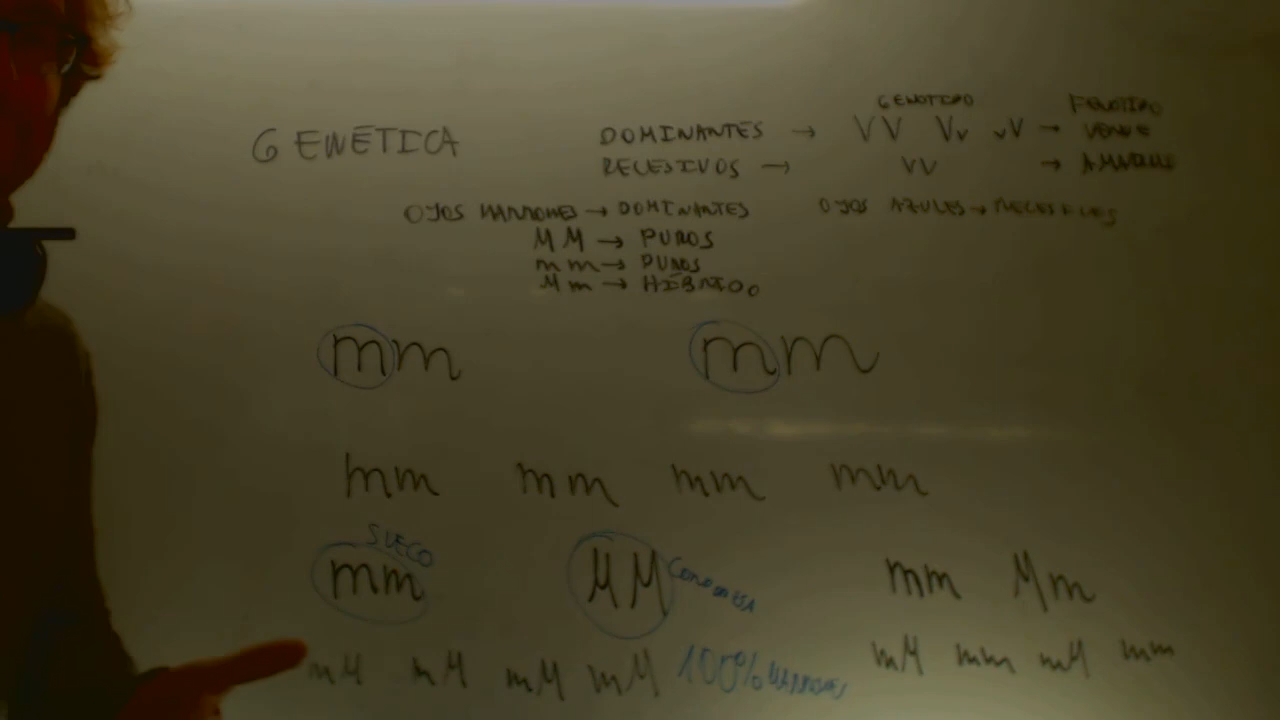 GENOTIPO FENOTIPO
GENÉTICA DOMINANTES → VV Vv vV → VERDE
RECESIVOS → vv → AMARILLO
OJOS MARRONES → DOMINANTES OJOS AZULES → RECESIVOS
MM → PUROS
mm → PUROS
Mm → HÍBRIDO
mm mm
mm mm mm mm
SUECO
mm MM CORDOBESA mm Mm
mM mM mM mM 100% MARRONES mM mm mM mm